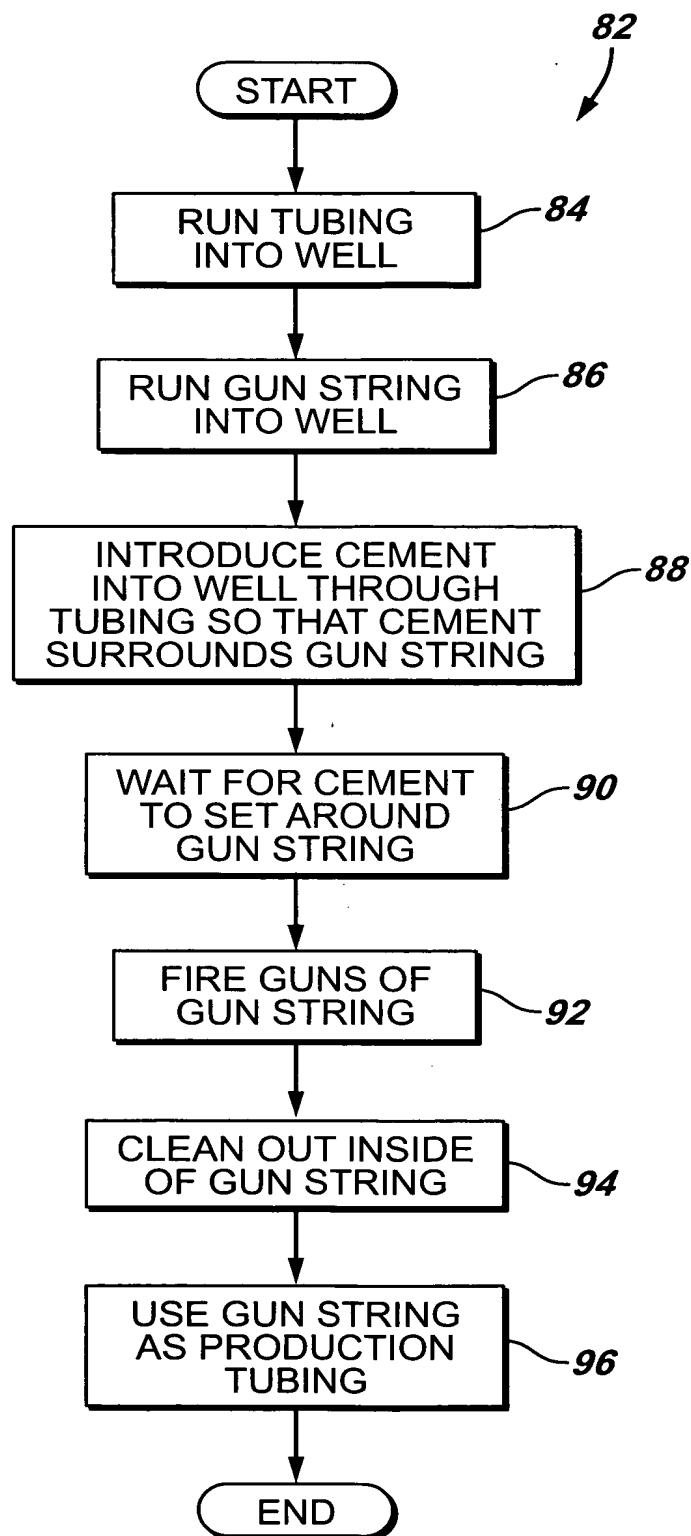 82
START
RUN TUBING
INTO WELL
84
RUN GUN STRING
INTO WELL
86
INTRODUCE CEMENT
INTO WELL THROUGH
TUBING SO THAT CEMENT
SURROUNDS GUN STRING
88
WAIT FOR CEMENT
TO SET AROUND
GUN STRING
90
FIRE GUNS OF
GUN STRING
92
CLEAN OUT INSIDE
OF GUN STRING
94
USE GUN STRING
AS PRODUCTION
TUBING
96
END